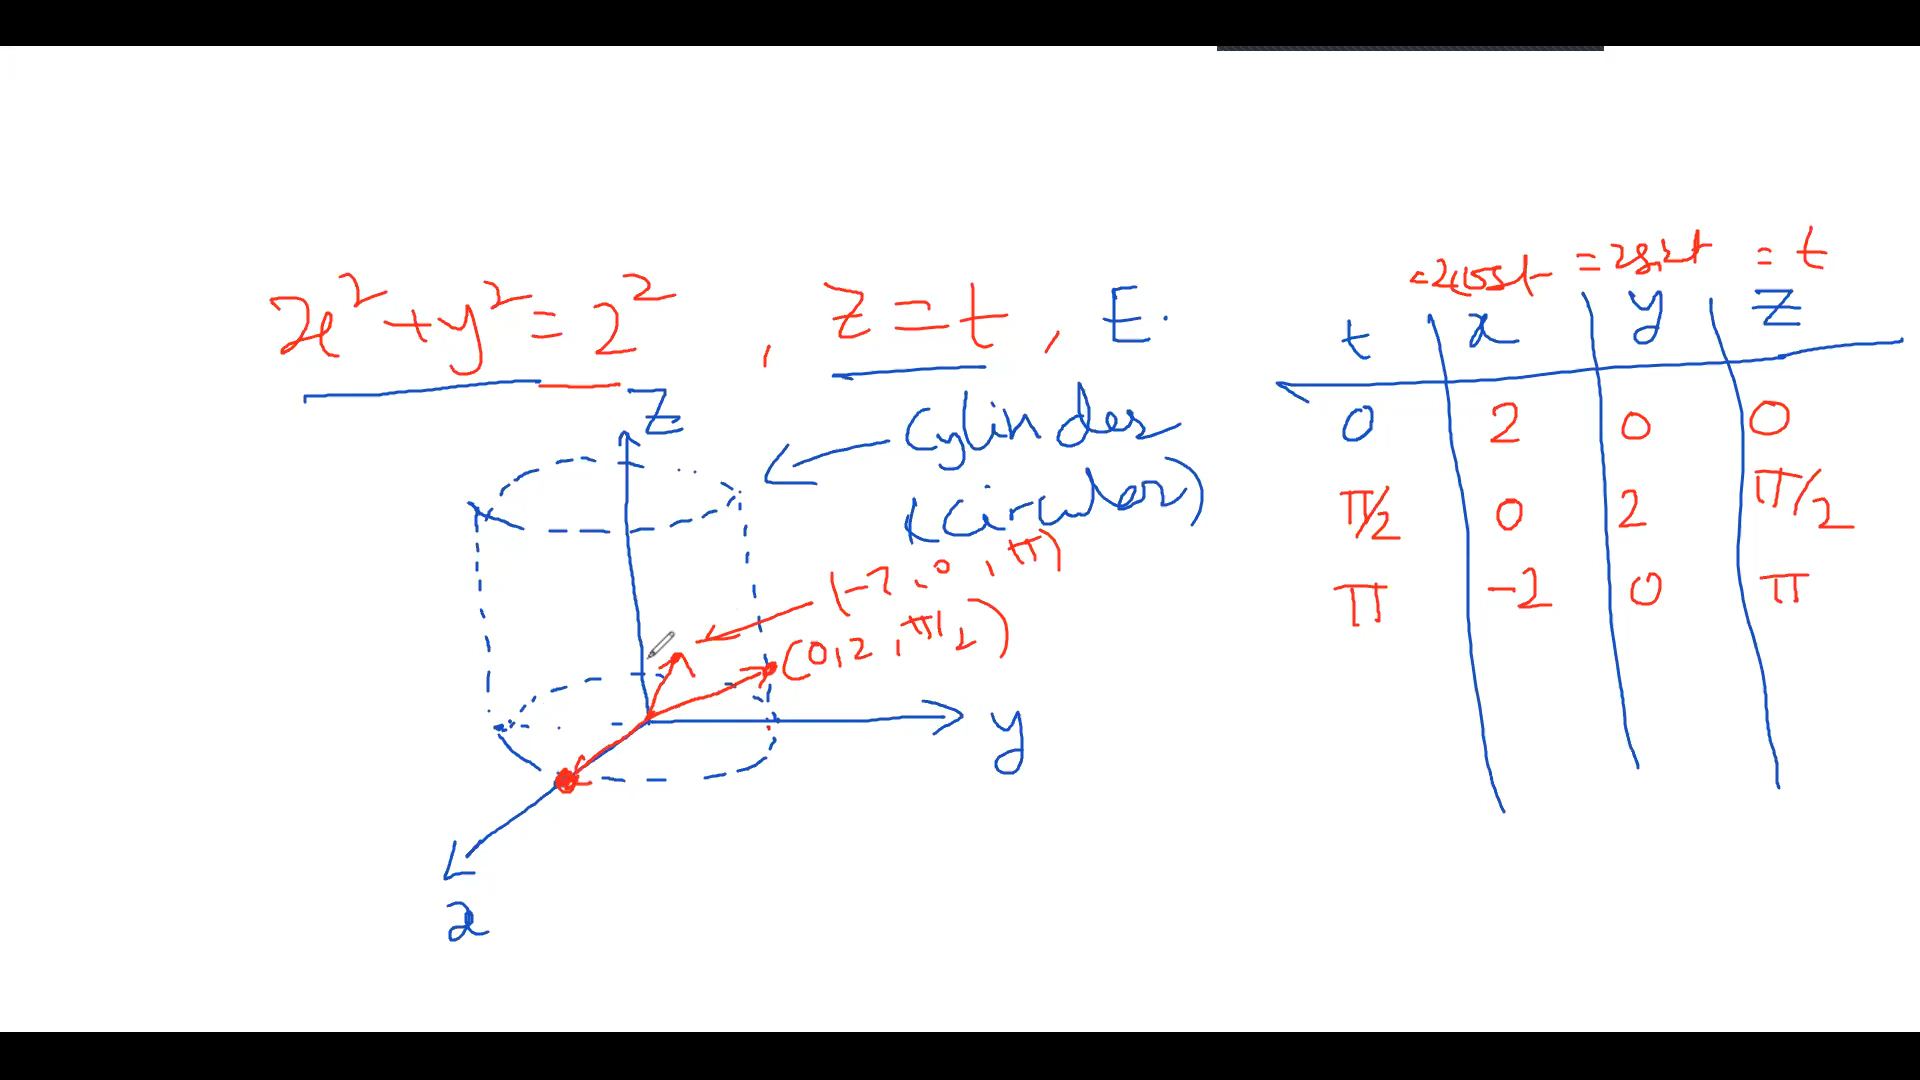 x² + y² = 2² , z = t , E.
z
Cylinder
(Circular)
(-2, 0, π)
(0, 2, π/2)
y
x
=2cost =2sint = t
t x y z
0 2 0 0
π/2 0 2 π/2
π -2 0 π